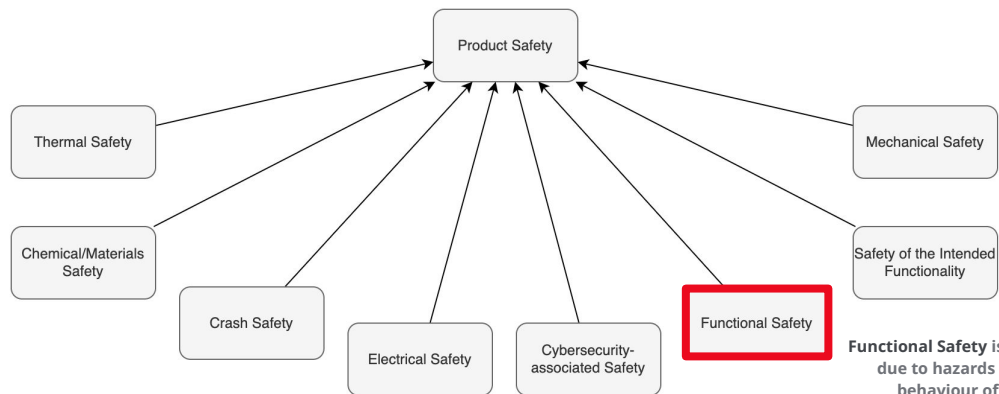 Product Safety
Thermal Safety
Mechanical Safety
Chemical/Materials
Safety
Safety of the Intended
Functionality
Crash Safety
Functional Safety
Electrical Safety
Cybersecurity-
associated Safety
Functional Safety is
due to hazards
behaviour of